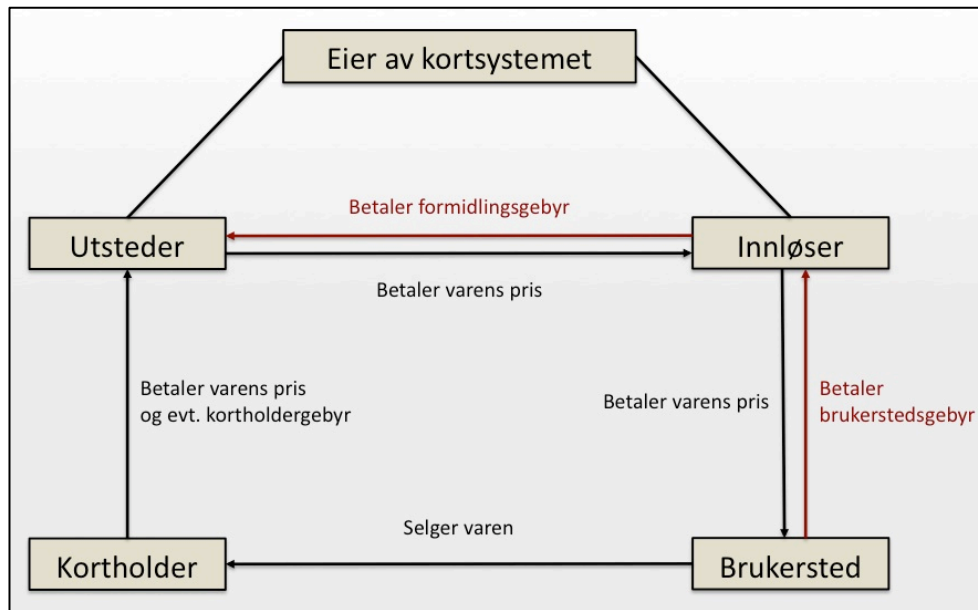 Eier av kortsystemet
Betaler formidlingsgebyr
Utsteder
Innløser
Betaler varens pris
Betaler varens pris
og evt. kortholdergebyr
Betaler varens pris
Betaler
brukerstedsgebyr
Selger varen
Kortholder
Brukersted